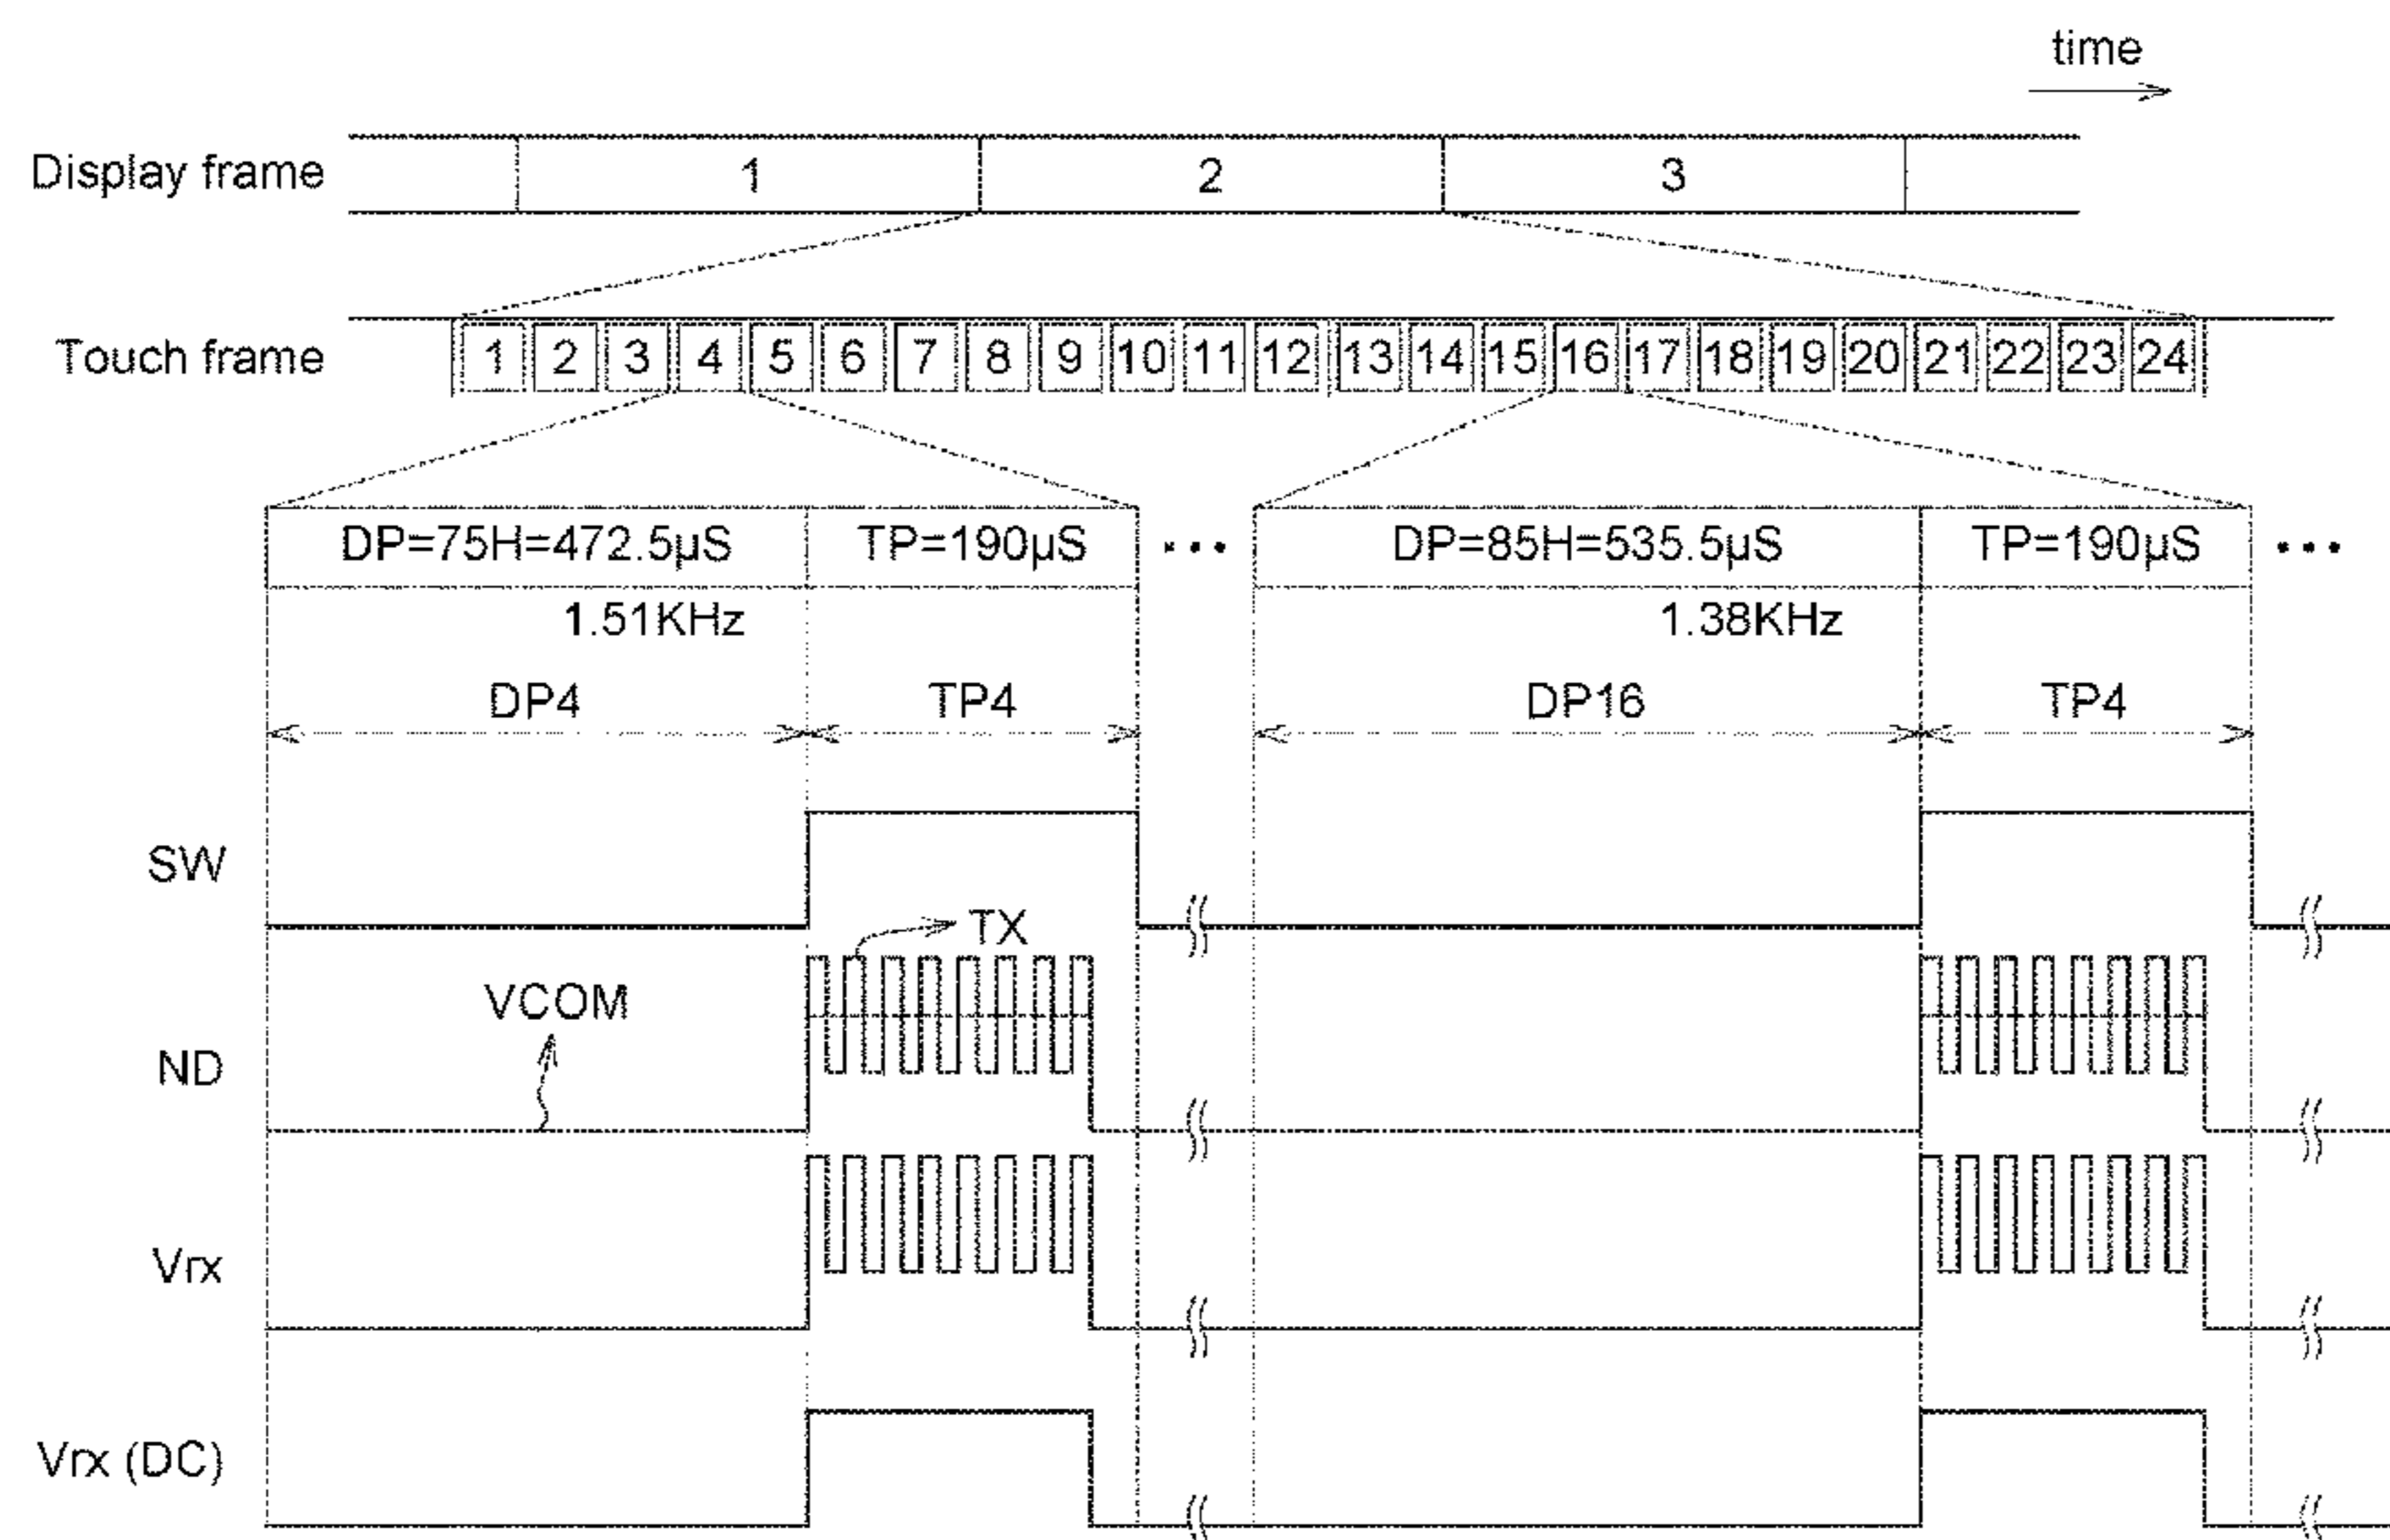 time
Display frame 1 2 3
Touch frame 1 2 3 4 5 6 7 8 9 10 11 12 13 14 15 16 17 18 19 20 21 22 23 24
DP=75H=472.5µS TP=190µS ••• DP=85H=535.5µS TP=190µS •••
1.51KHz 1.38KHz
DP4 TP4 DP16 TP4
SW
TX
VCOM
ND
Vrx
Vrx (DC)